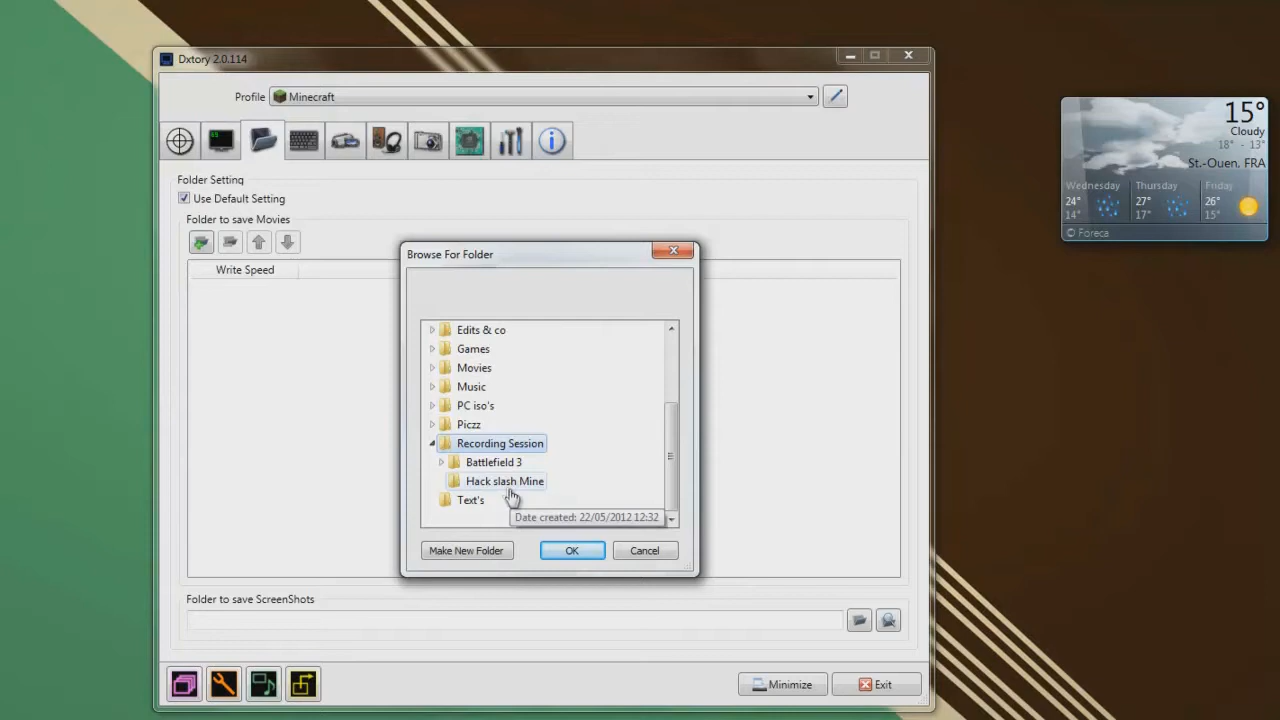 Dxtory 2.0.114
Profile
Minecraft
Folder Setting
Use Default Setting
Folder to save Movies
Write Speed
Browse For Folder
Edits & co
Games
Movies
Music
PC iso's
Piczz
Recording Session
Battlefield 3
Hack slash Mine
Text's
Date created: 22/05/2012 12:32
Make New Folder
OK
Cancel
Folder to save ScreenShots
Minimize
Exit
15°
Cloudy
18° - 13°
St.-Ouen, FRA
Wednesday Thursday Friday
24° 27° 26°
14° 17° 15°
© Foreca